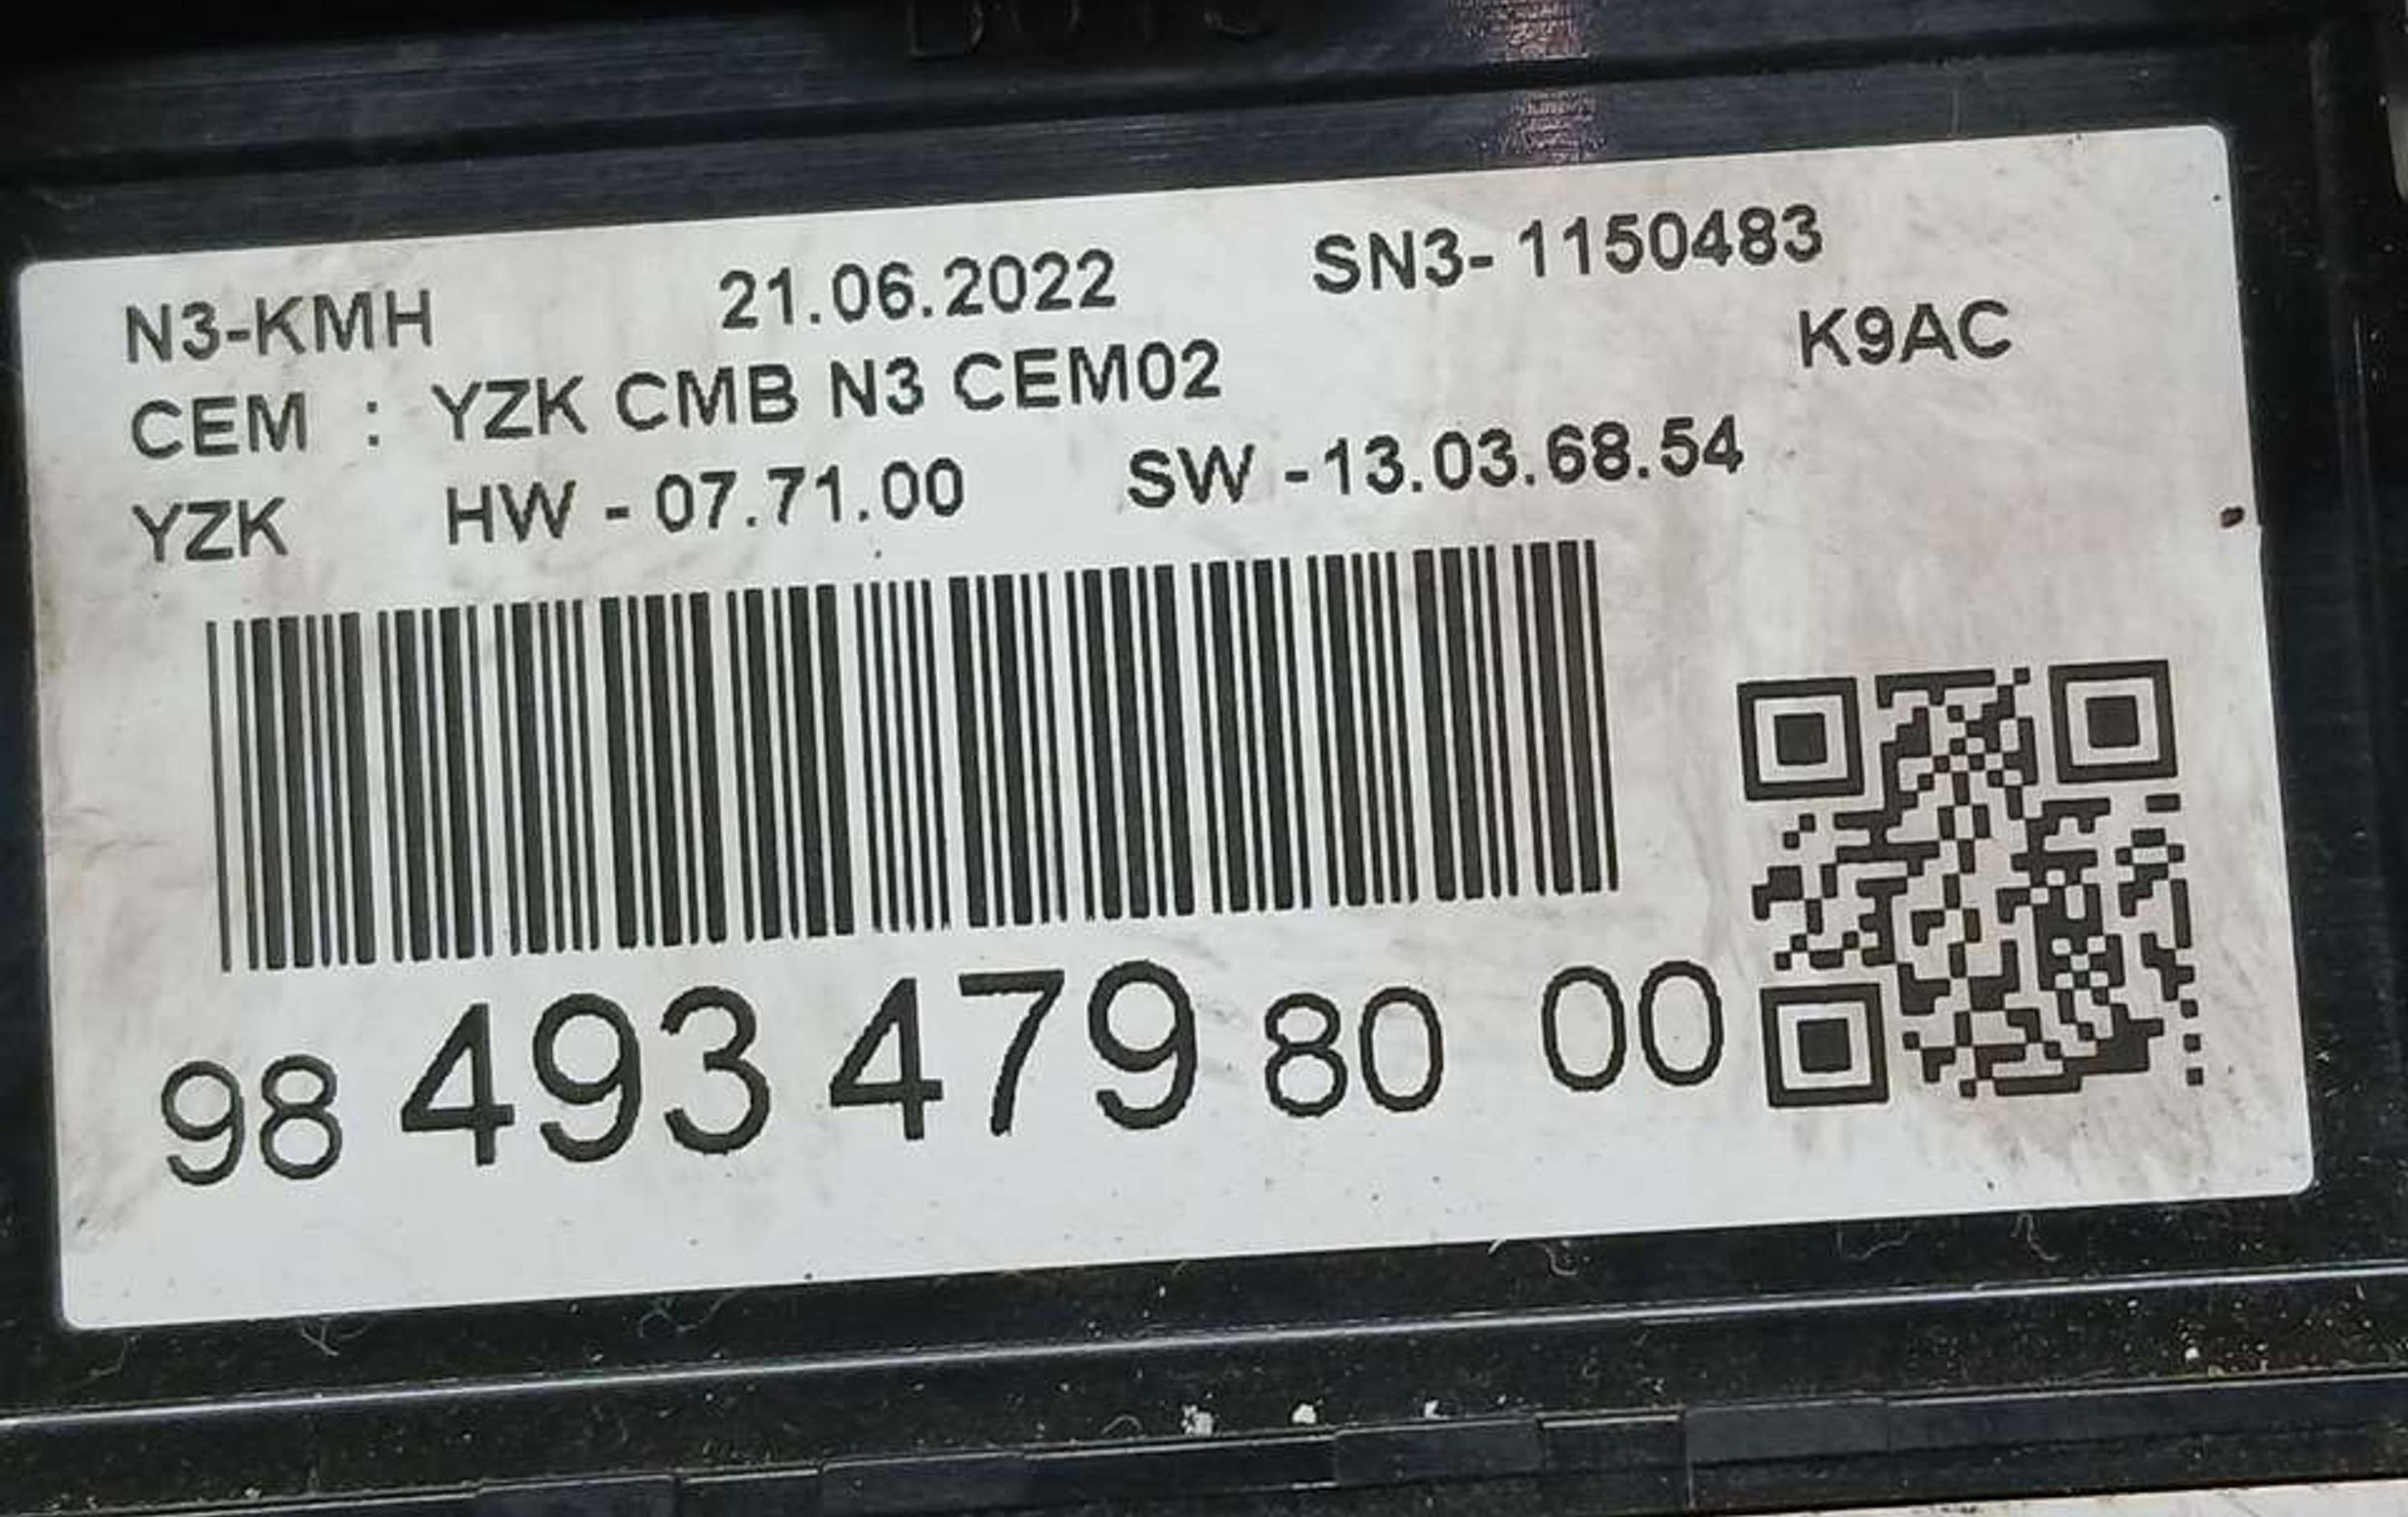 N3-KMH 21.06.2022 SN3- 1150483
K9AC
CEM : YZK CMB N3 CEM02
YZK HW - 07.71.00 SW -13.03.68.54
98 493 479 80 00